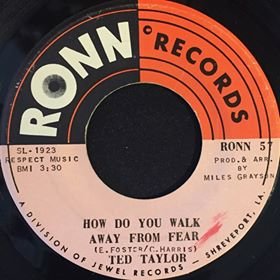 RONN RECORDS
SL-1923
RESPECT MUSIC
BMI 3:30
RONN 57
PROD.& ARR.
BY
MILES GRAYSON
HOW DO YOU WALK
AWAY FROM FEAR
(E. FOSTER/C. HARRIS)
TED TAYLOR
A DIVISION OF JEWEL RECORDS - SHREVEPORT, LA.